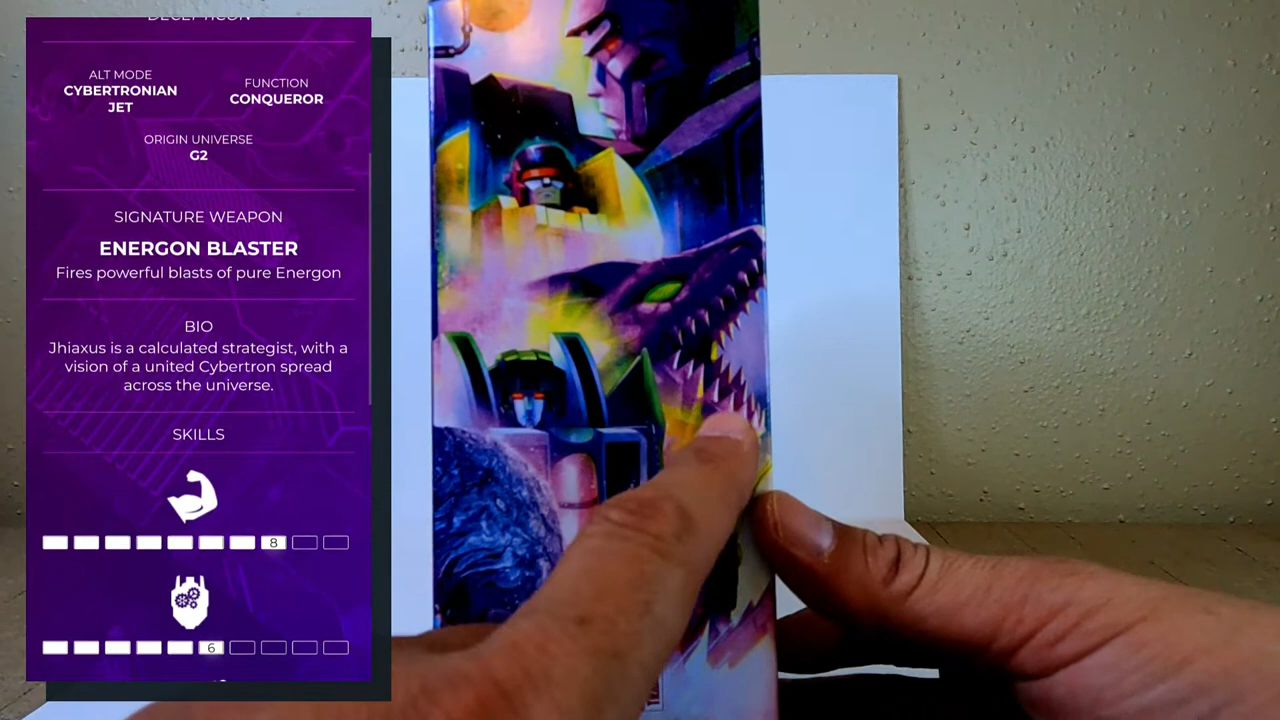 DECEPTICON
ALT MODE
CYBERTRONIAN
JET
FUNCTION
CONQUEROR
ORIGIN UNIVERSE
G2
SIGNATURE WEAPON
ENERGON BLASTER
Fires powerful blasts of pure Energon
BIO
Jhiaxus is a calculated strategist, with a
vision of a united Cybertron spread
across the universe.
SKILLS
8
6